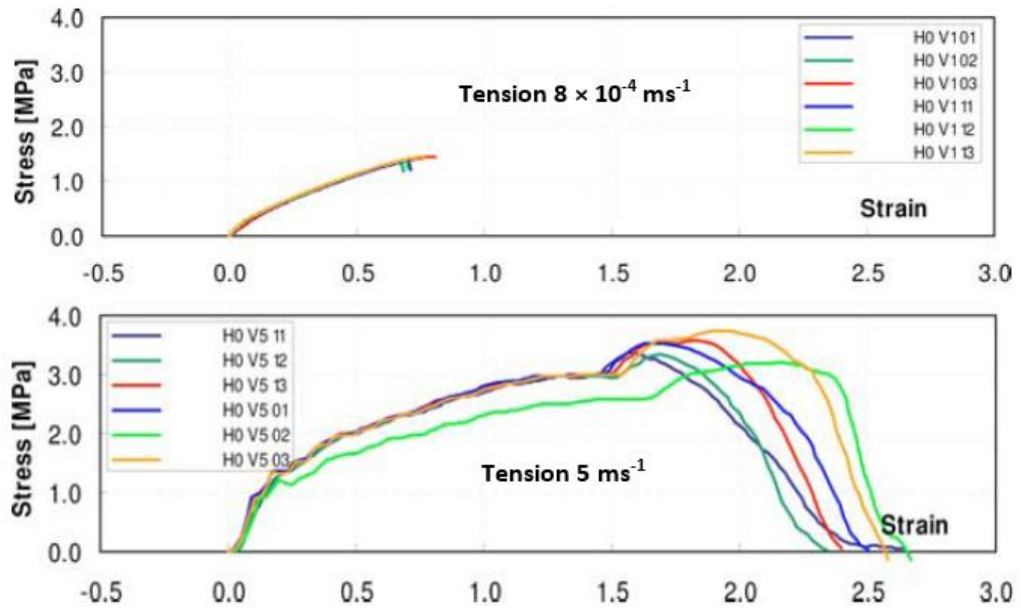 4.0
3.0
2.0
1.0
0.0
Stress [MPa]
Tension 8 × 10⁻⁴ ms⁻¹
H0 V1 01
H0 V1 02
H0 V1 03
H0 V1 11
H0 V1 12
H0 V1 13
Strain
-0.5 0.0 0.5 1.0 1.5 2.0 2.5 3.0
4.0
3.0
2.0
1.0
0.0
Stress [MPa]
H0 V5 11
H0 V5 12
H0 V5 13
H0 V5 01
H0 V5 02
H0 V5 03
Tension 5 ms⁻¹
Strain
-0.5 0.0 0.5 1.0 1.5 2.0 2.5 3.0